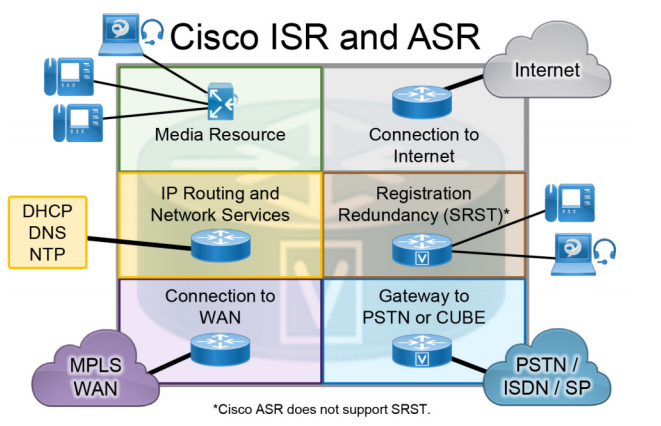 Cisco ISR and ASR
Internet
Media Resource
Connection to
Internet
DHCP
DNS
NTP
IP Routing and
Network Services
Registration
Redundancy (SRST)*
V
Connection to
WAN
Gateway to
PSTN or CUBE
V
V
MPLS
WAN
PSTN /
ISDN / SP
*Cisco ASR does not support SRST.